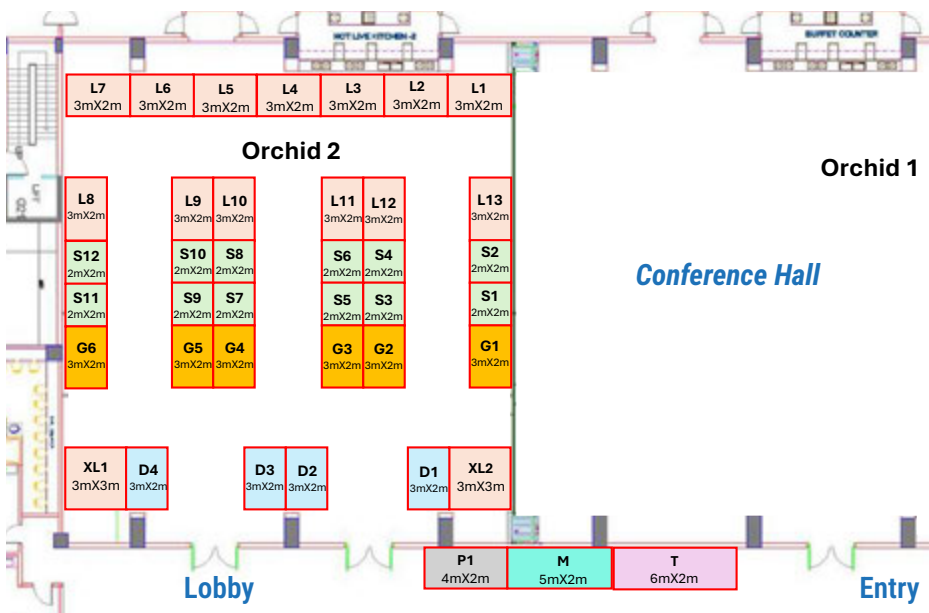 HOT LIVE KITCHEN -2
BUFFET COUNTER
L7 L6 L5 L4 L3 L2 L1
3mX2m 3mX2m 3mX2m 3mX2m 3mX2m 3mX2m 3mX2m
Orchid 2
Orchid 1
UP
LIFT
L8 L9 L10 L11 L12 L13
3mX2m 3mX2m 3mX2m 3mX2m 3mX2m 3mX2m
S12 S10 S8 S6 S4 S2
2mX2m 2mX2m 2mX2m 2mX2m 2mX2m 2mX2m
Conference Hall
S11 S9 S7 S5 S3 S1
2mX2m 2mX2m 2mX2m 2mX2m 2mX2m 2mX2m
G6 G5 G4 G3 G2 G1
3mX2m 3mX2m 3mX2m 3mX2m 3mX2m 3mX2m
XL1 D4 D3 D2 D1 XL2
3mX3m 3mX2m 3mX2m 3mX2m 3mX2m 3mX3m
P1 M T
4mX2m 5mX2m 6mX2m
Lobby
Entry